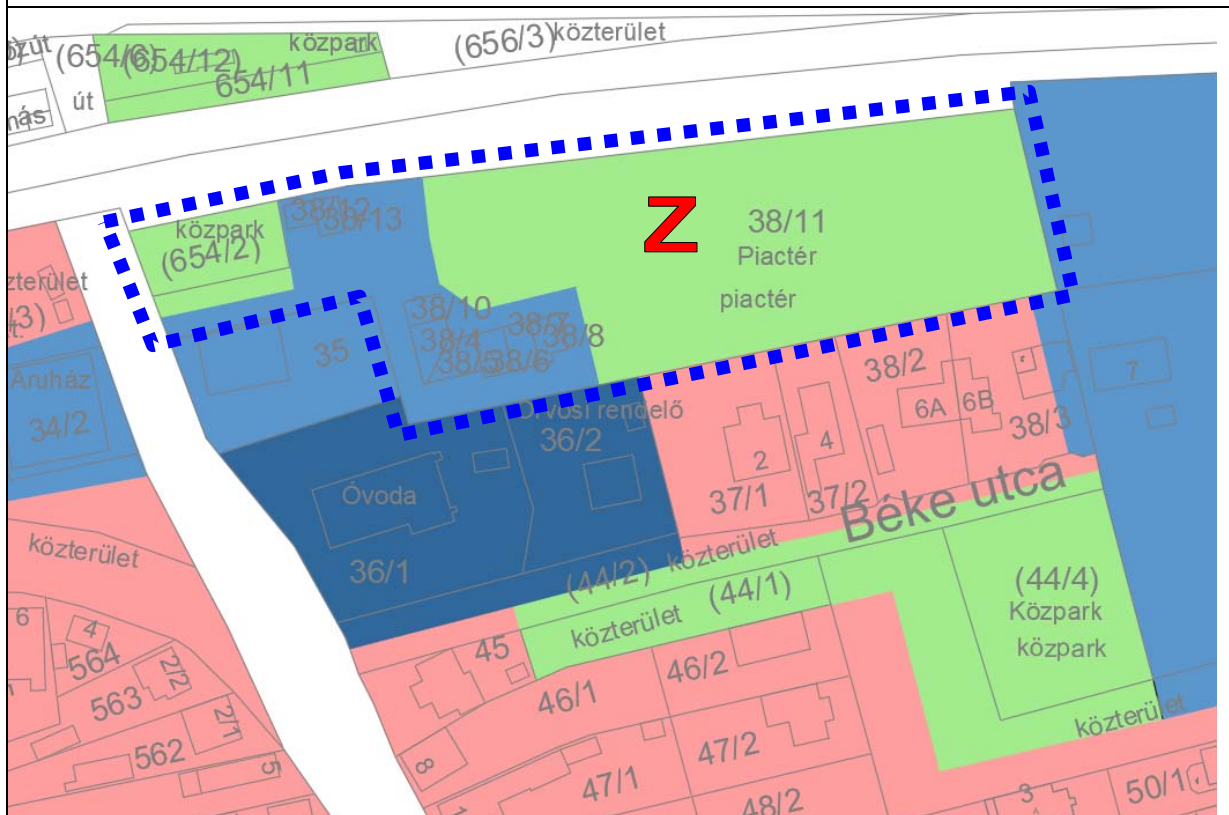 közpark
(656/3) közterület
(654/6)
(654/12)
654/11
út
38/12
38/13
közpark
(654/2)
Z
38/11
Piactér
piactér
38/10
38/4
38/5
38/6
38/7
38/8
35
Áruház
34/2
Orvosi rendelő
36/2
38/2
6A
6B
38/3
7
2
4
37/1
37/2
Béke utca
Óvoda
36/1
közterület
(44/2) közterület
közterület (44/1)
(44/4)
Központ
közpark
6
4
564
2/2
563
2/1
562
5
45
46/2
46/1
8
47/2
47/1
48/2
közterület
3
50/1